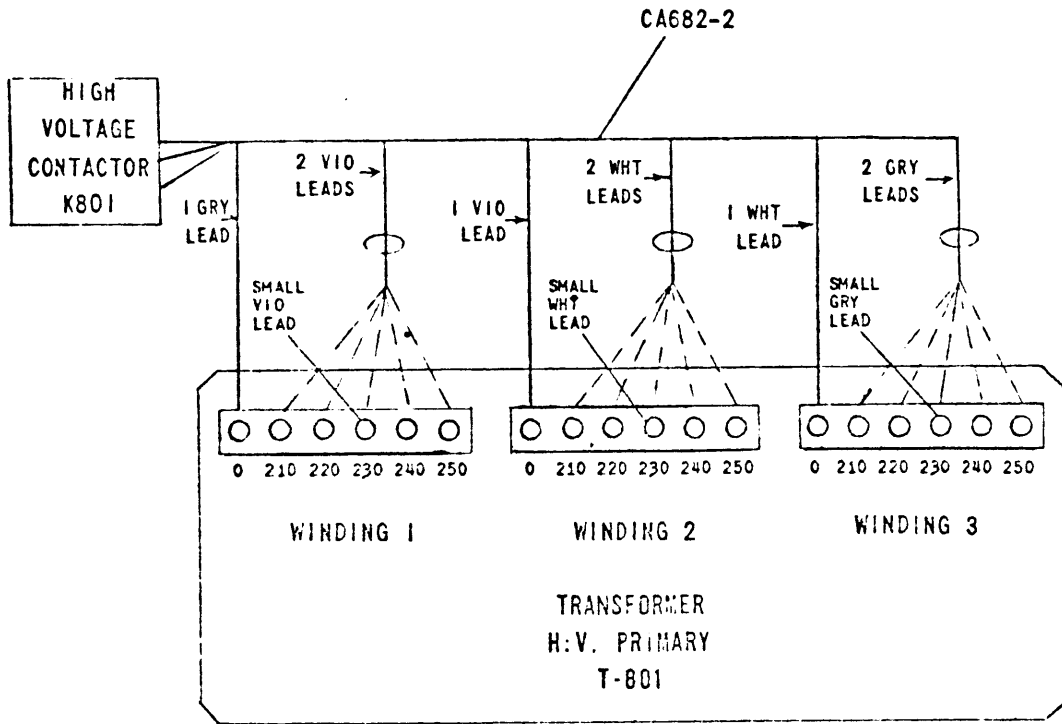 CA682-2
HIGH
VOLTAGE
CONTACTOR
K801
1 GRY
LEAD
2 VIO
LEADS
1 VIO
LEAD
2 WHT
LEADS
1 WHT
LEAD
2 GRY
LEADS
SMALL
VIO
LEAD
SMALL
WHT
LEAD
SMALL
GRY
LEAD
0 210 220 230 240 250
0 210 220 230 240 250
0 210 220 230 240 250
WINDING 1
WINDING 2
WINDING 3
TRANSFORMER
H.V. PRIMARY
T-801